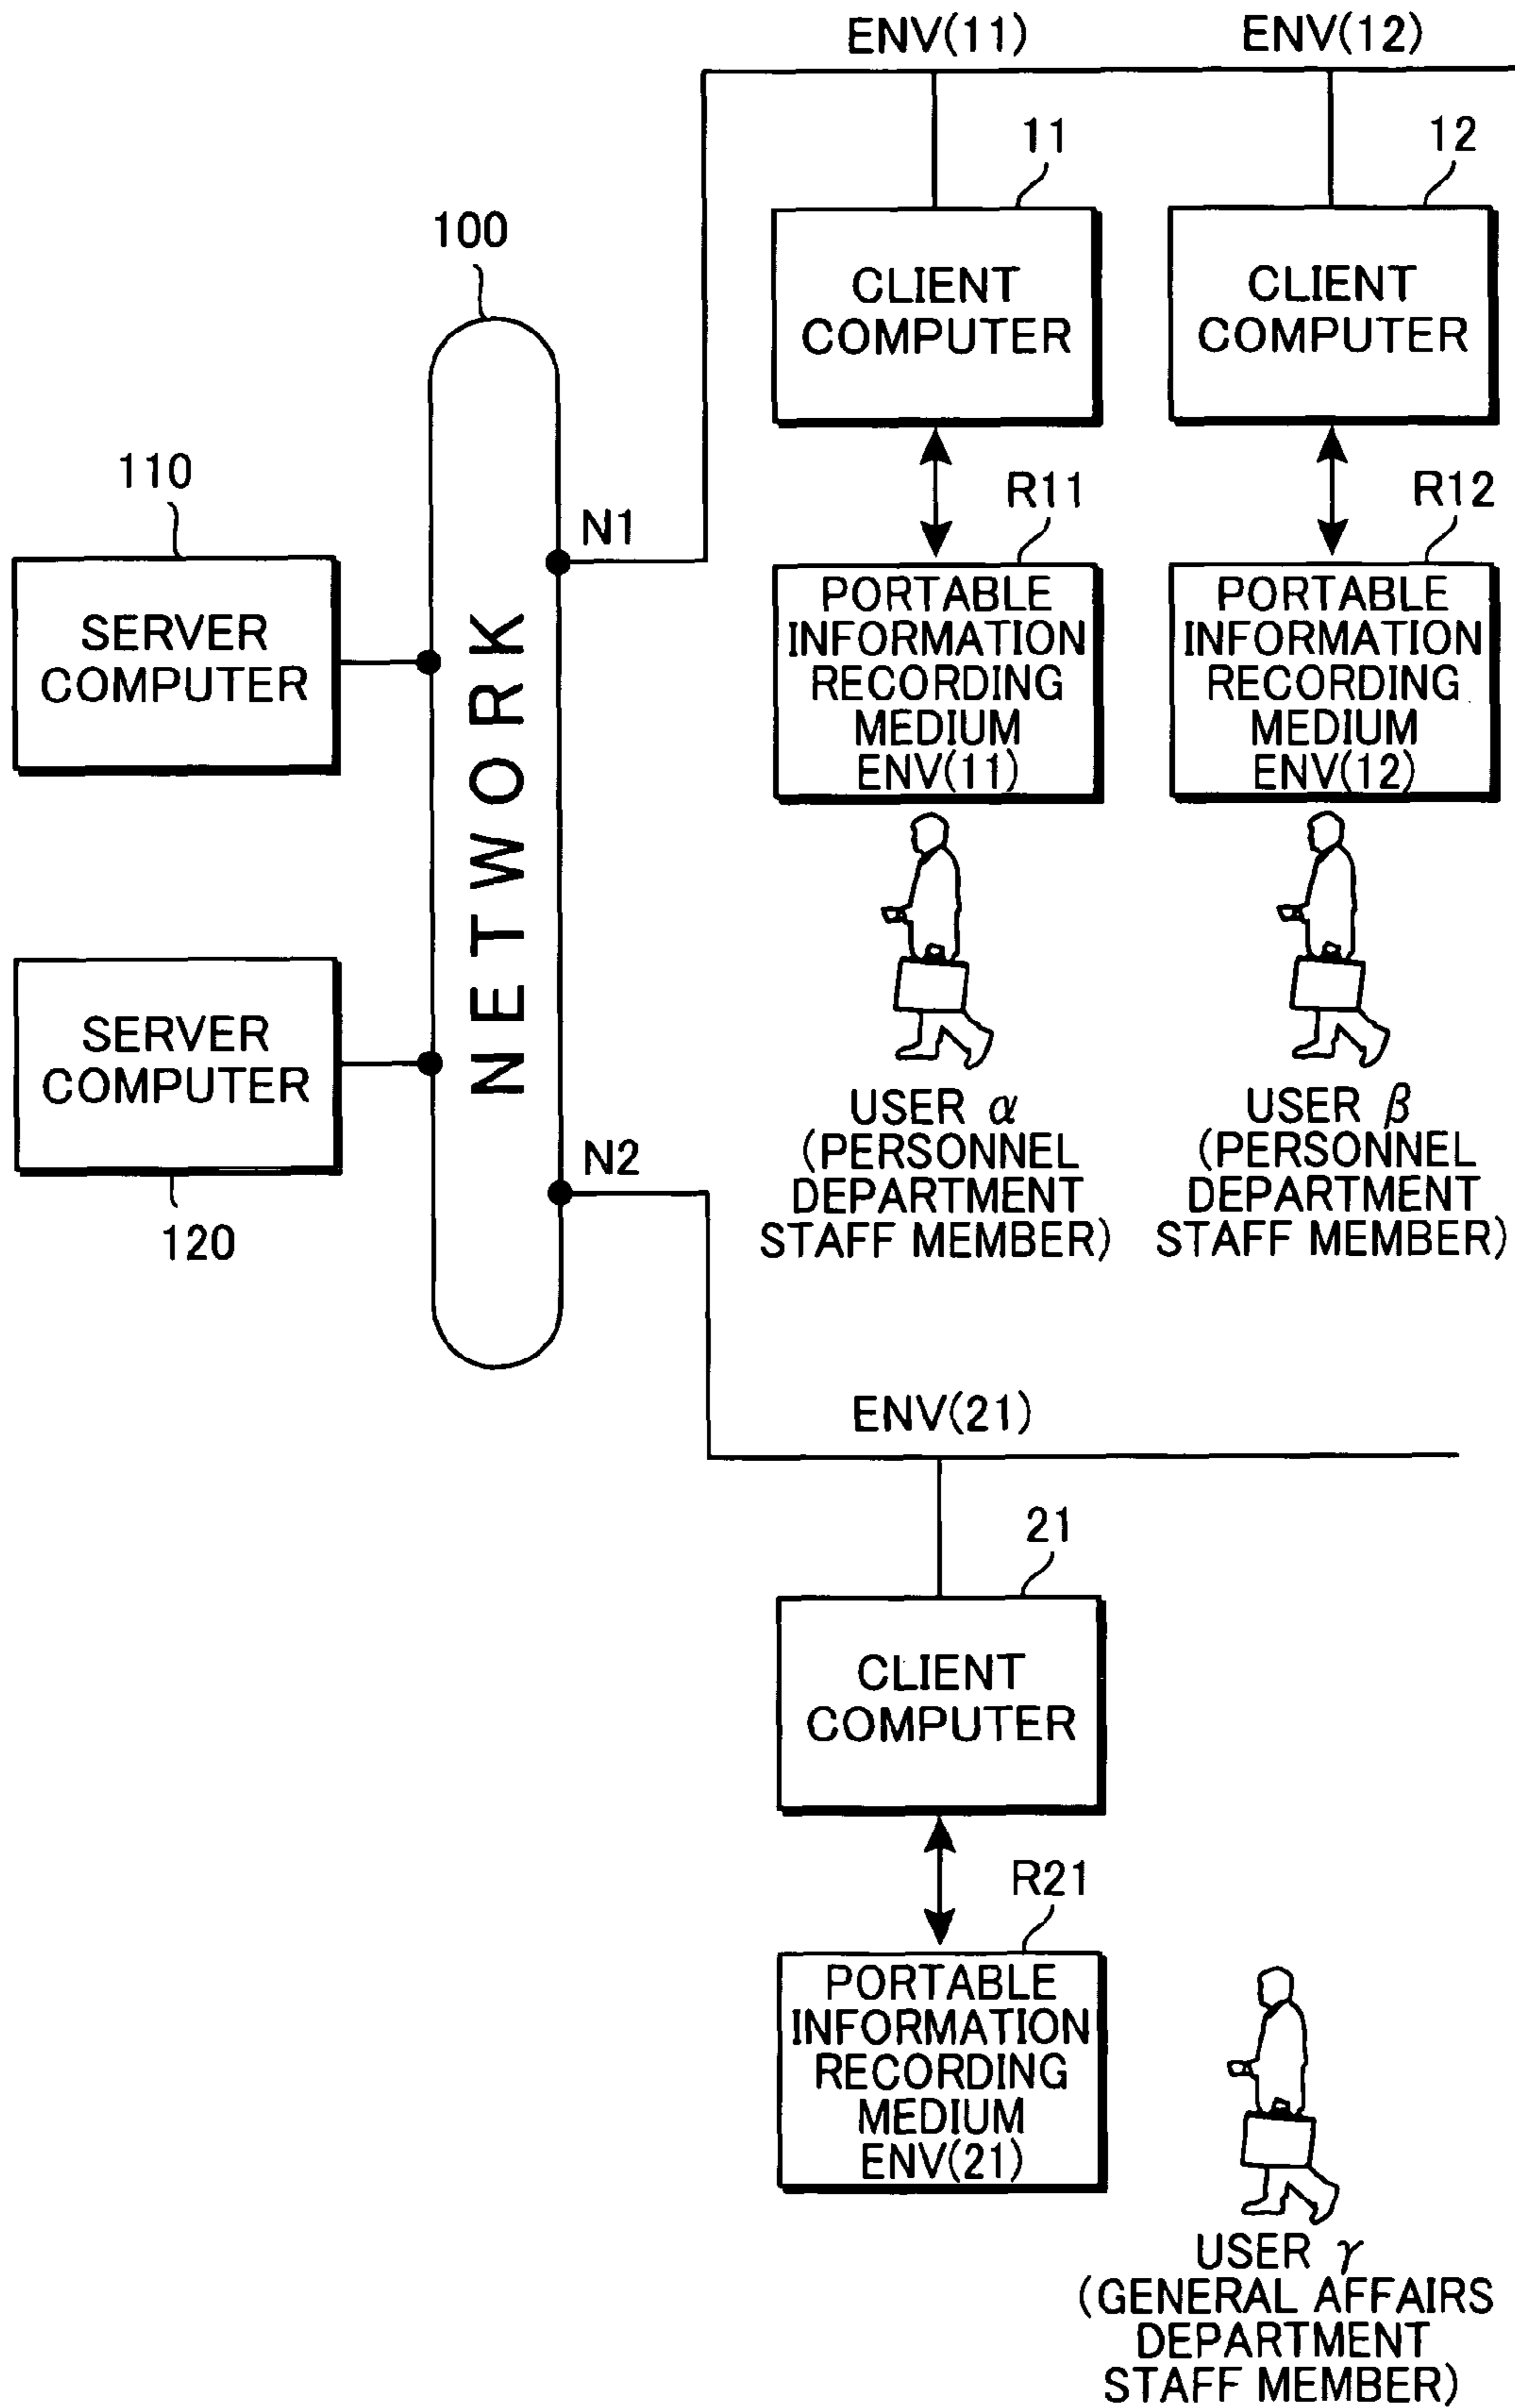 ENV(11)
ENV(12)
11
12
100
CLIENT
COMPUTER
CLIENT
COMPUTER
110
N1
R11
R12
SERVER
COMPUTER
NETWORK
PORTABLE
INFORMATION
RECORDING
MEDIUM
ENV(11)
PORTABLE
INFORMATION
RECORDING
MEDIUM
ENV(12)
SERVER
COMPUTER
120
USER α
(PERSONNEL
DEPARTMENT
STAFF MEMBER)
USER β
(PERSONNEL
DEPARTMENT
STAFF MEMBER)
N2
ENV(21)
21
CLIENT
COMPUTER
R21
PORTABLE
INFORMATION
RECORDING
MEDIUM
ENV(21)
USER γ
(GENERAL AFFAIRS
DEPARTMENT
STAFF MEMBER)